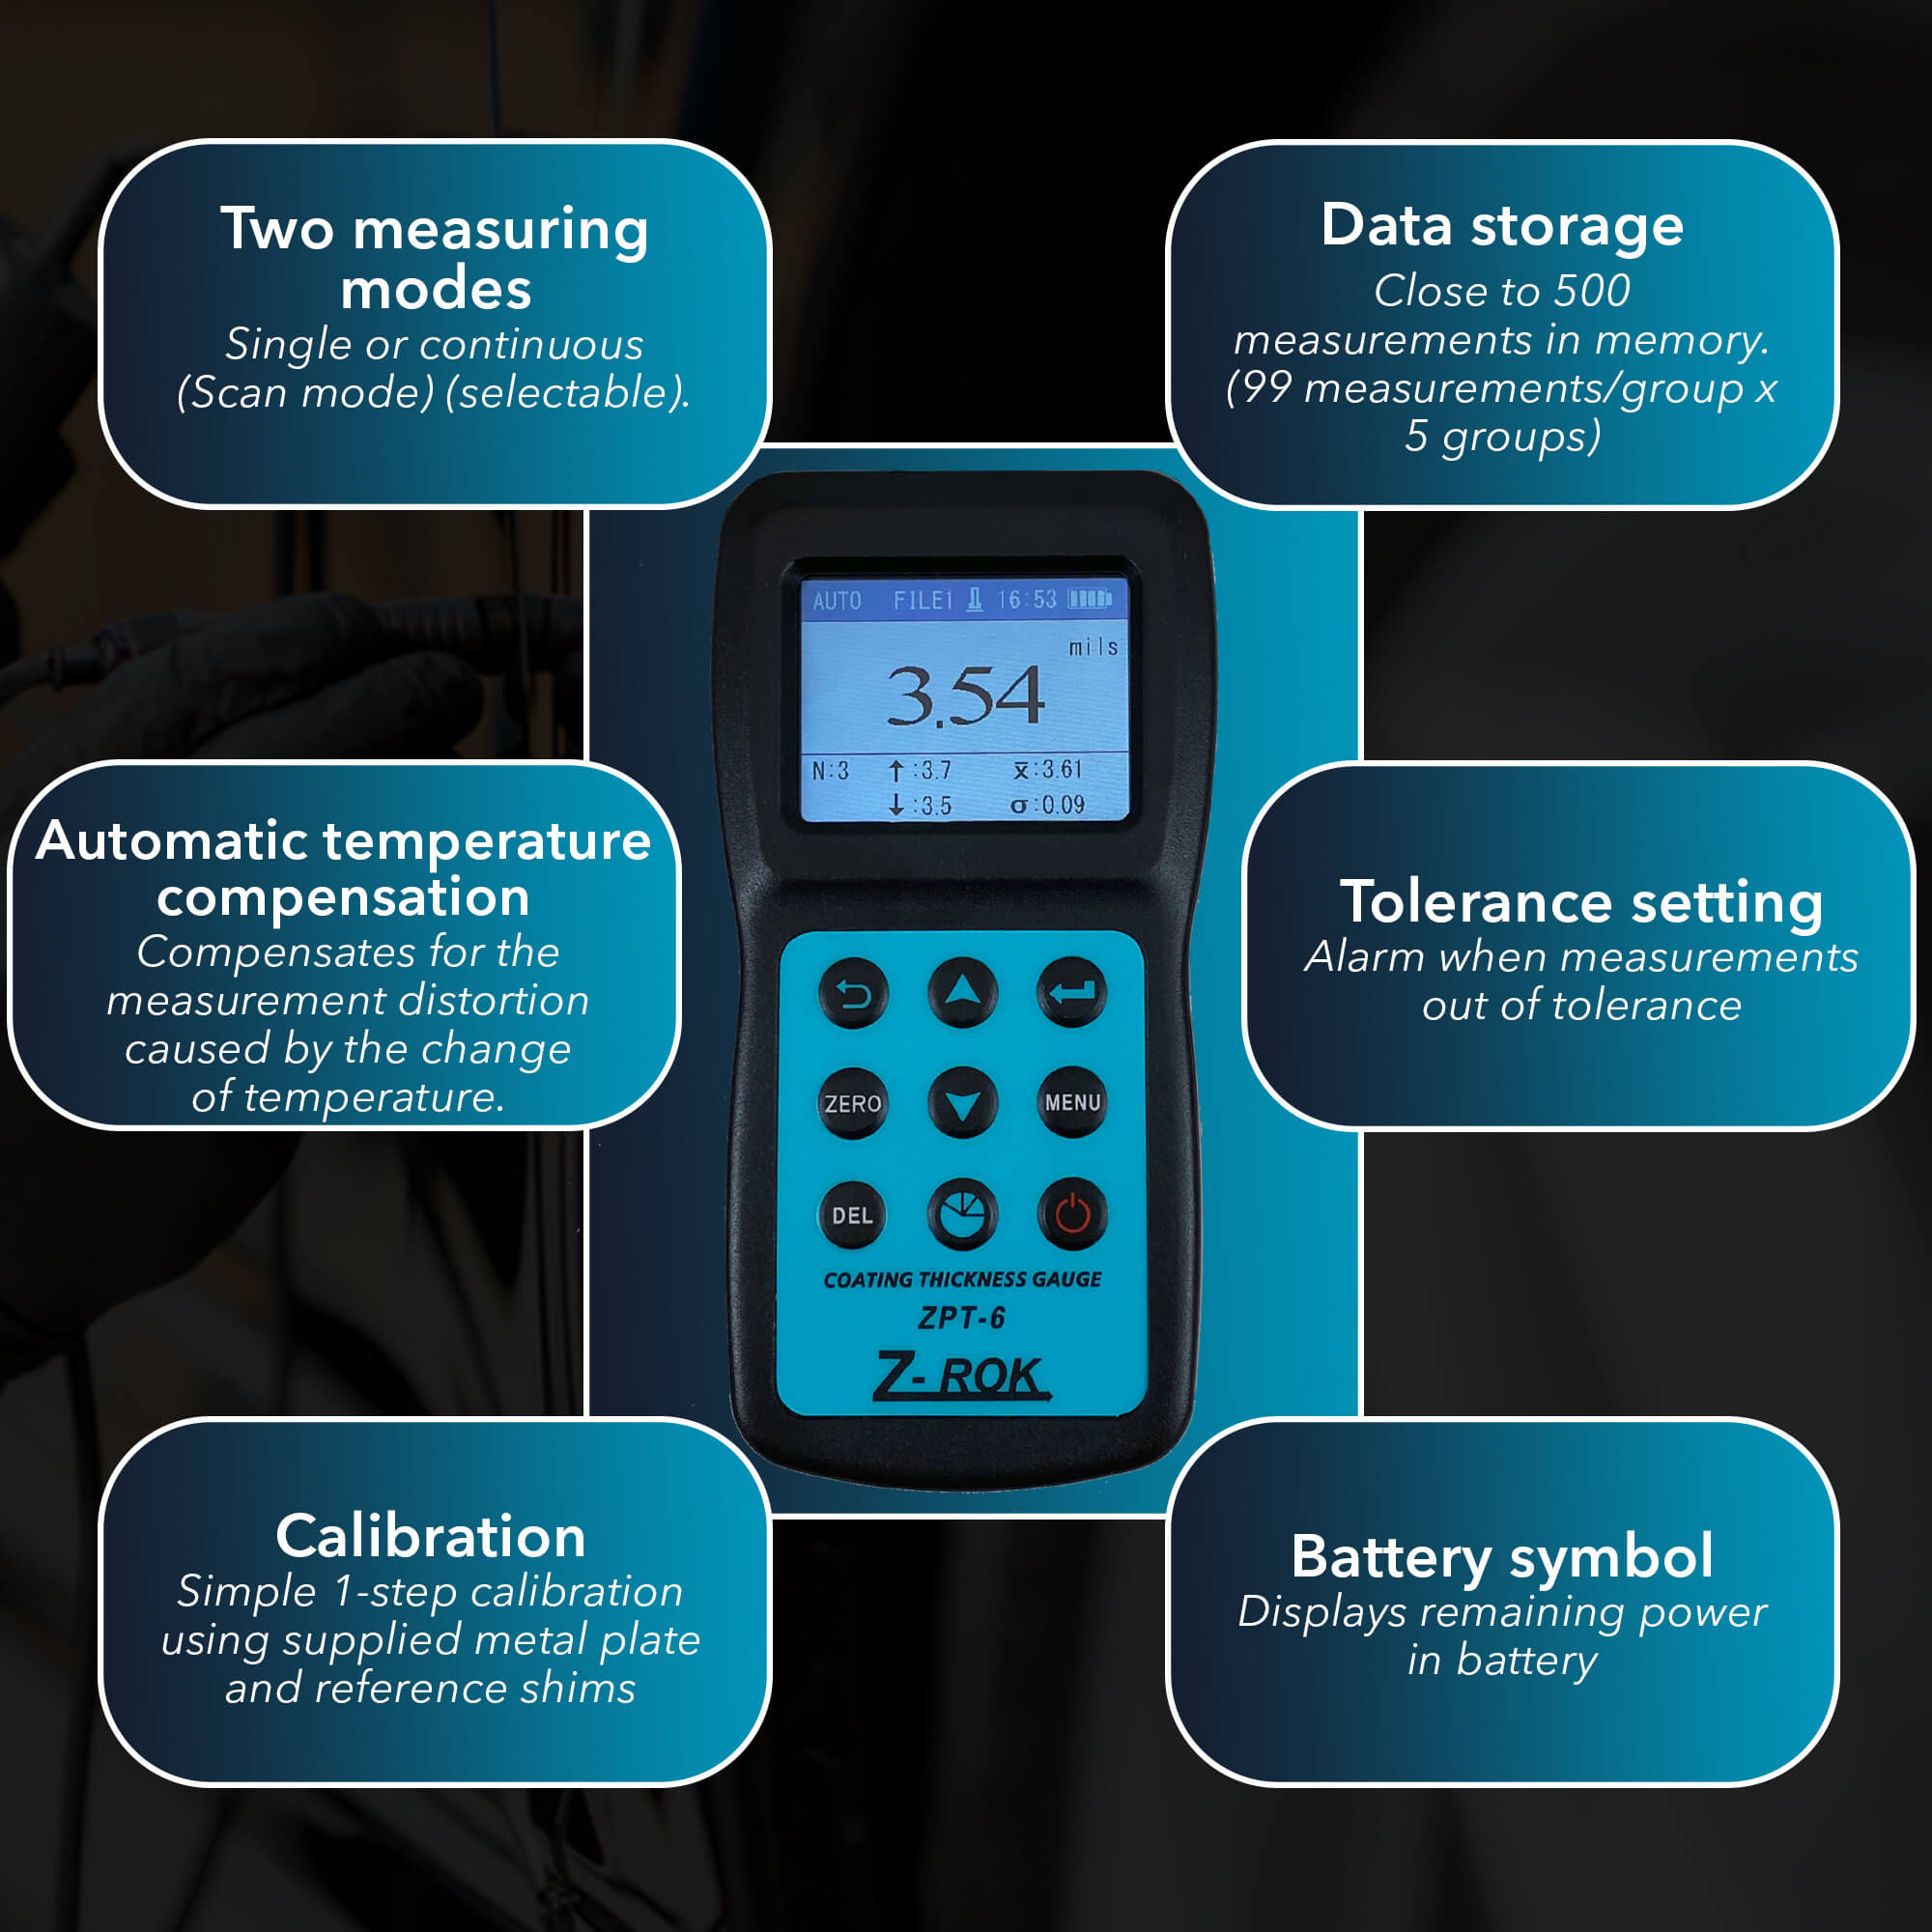 Two measuring
modes
Single or continuous
(Scan mode) (selectable).
Data storage
Close to 500
measurements in memory.
(99 measurements/group x
5 groups)
AUTO FILE1 16:53
mils
3.54
N:3 ↑:3.7 x̅:3.61
↓:3.5 σ:0.09
Automatic temperature
compensation
Compensates for the
measurement distortion
caused by the change
of temperature.
Tolerance setting
Alarm when measurements
out of tolerance
ZERO MENU
DEL
COATING THICKNESS GAUGE
ZPT-6
Z-ROK
Calibration
Simple 1-step calibration
using supplied metal plate
and reference shims
Battery symbol
Displays remaining power
in battery